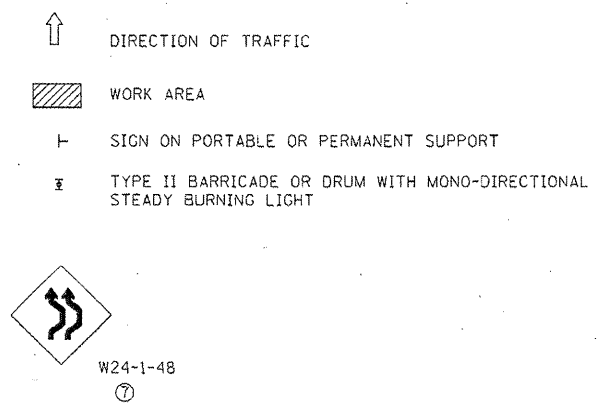 DIRECTION OF TRAFFIC
WORK AREA
SIGN ON PORTABLE OR PERMANENT SUPPORT
TYPE II BARRICADE OR DRUM WITH MONO-DIRECTIONAL
STEADY BURNING LIGHT
W24-1-48
7